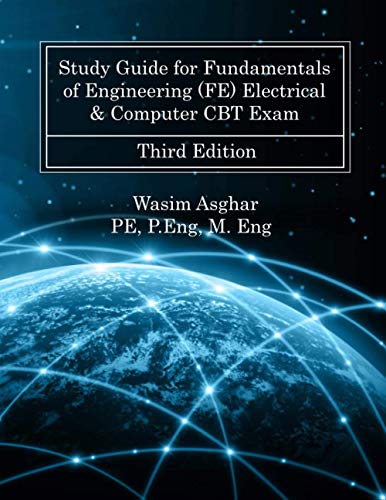 Study Guide for Fundamentals
of Engineering (FE) Electrical
& Computer CBT Exam
Third Edition
Wasim Asghar
PE, P.Eng, M. Eng